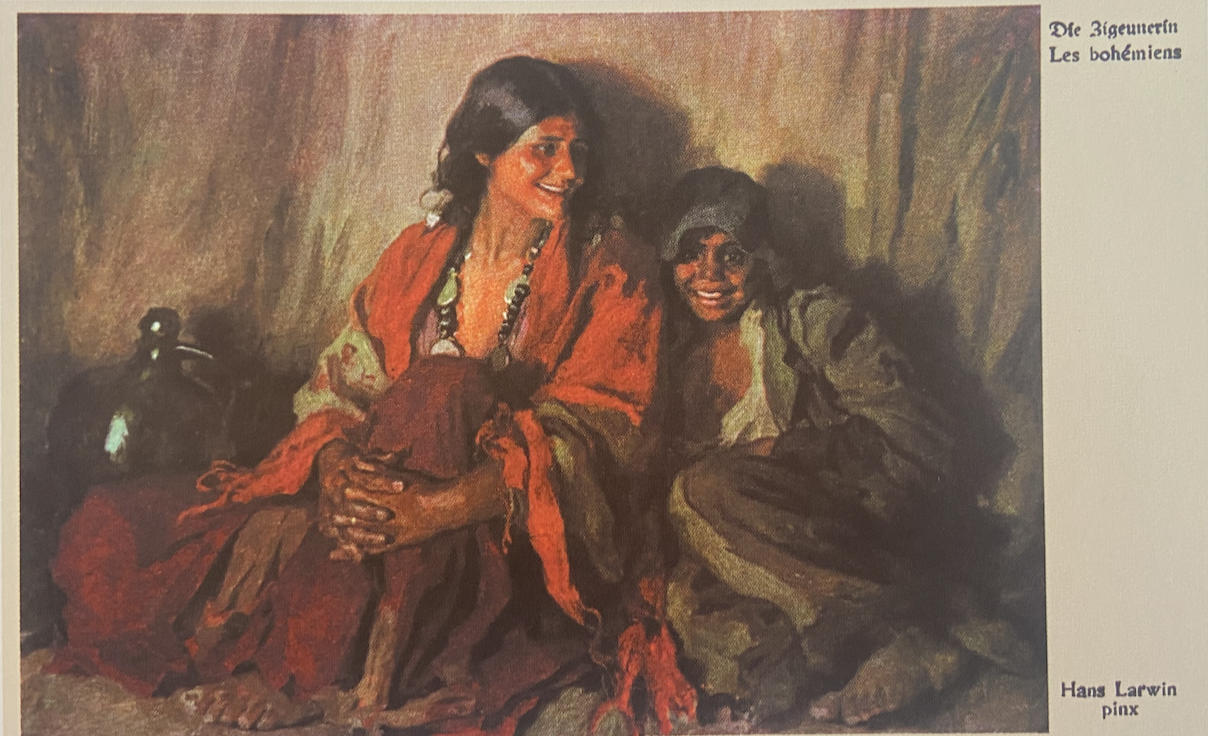 Die Zigeunerin
Les bohémiens
Hans Larwin
pinx